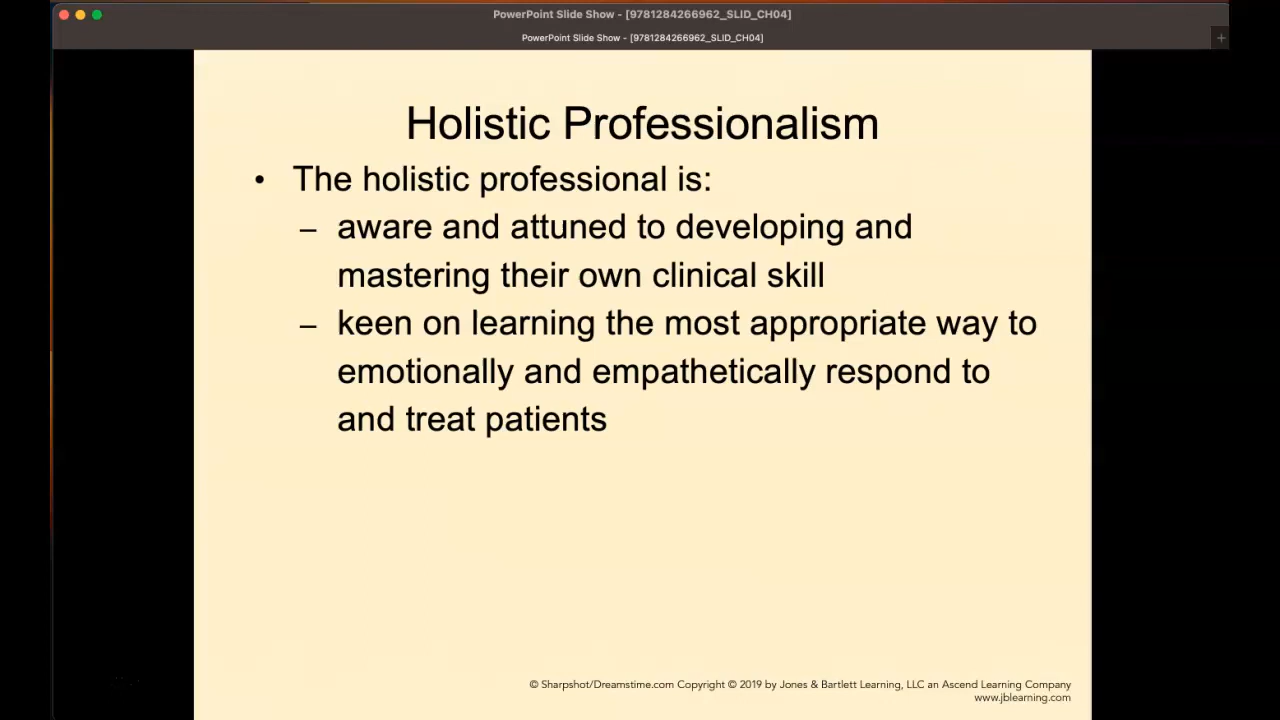 PowerPoint Slide Show - [9781284266962_SLID_CH04]
PowerPoint Slide Show - [9781284266962_SLID_CH04]
Holistic Professionalism
• The holistic professional is:
– aware and attuned to developing and
mastering their own clinical skill
– keen on learning the most appropriate way to
emotionally and empathetically respond to
and treat patients
© Sharpshot/Dreamstime.com Copyright © 2019 by Jones & Bartlett Learning, LLC an Ascend Learning Company
www.jblearning.com